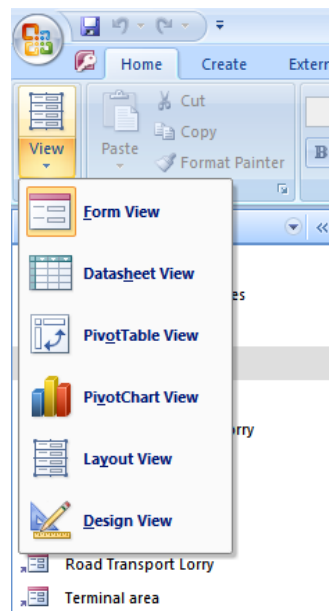 Home Create Extern
View Paste Cut
Copy
Format Painter
B
Form View
Datasheet View
es
PivotTable View
PivotChart View
orry
Layout View
Design View
Road Transport Lorry
Terminal area